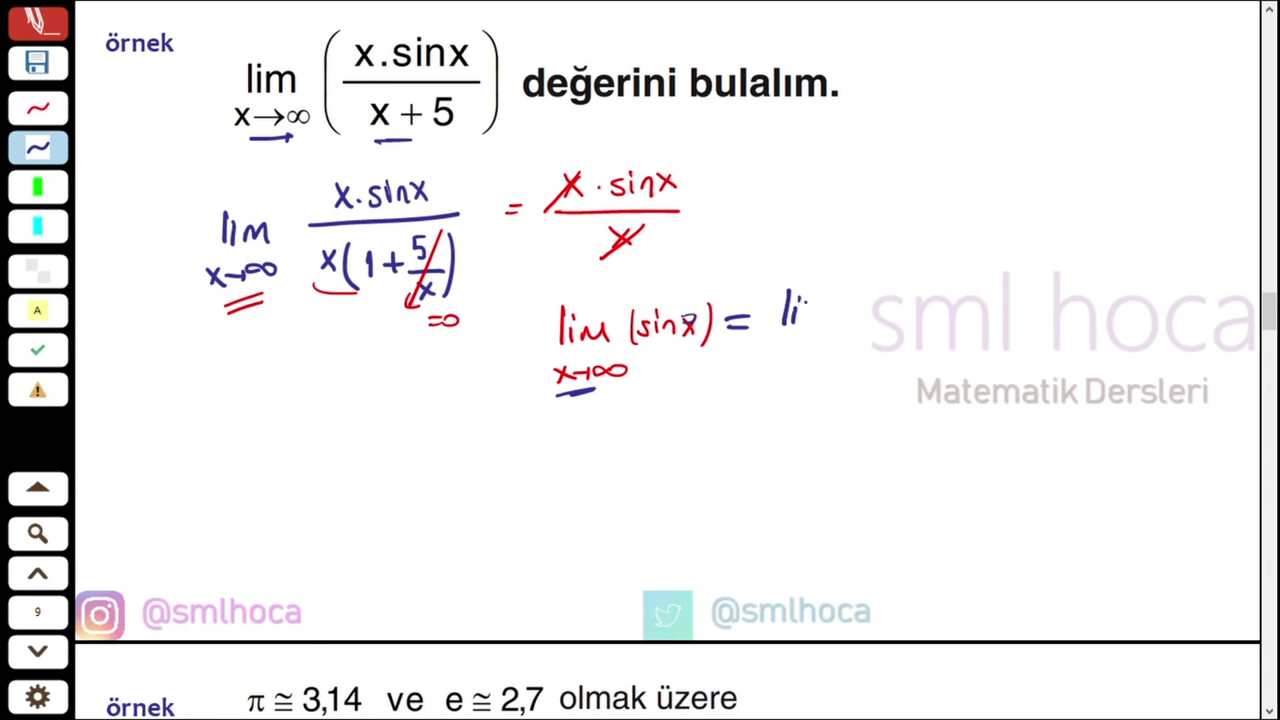 örnek
lim x→∞ ( x.sinx / x + 5 ) değerini bulalım.
lim x→∞ x.sinx / x(1 + 5/x) = x . sinx / x
=0
lim x→∞ (sinx) = li
sml hoca
Matematik Dersleri
A
9
@smlhoca @smlhoca
örnek π ≅ 3,14 ve e ≅ 2,7 olmak üzere